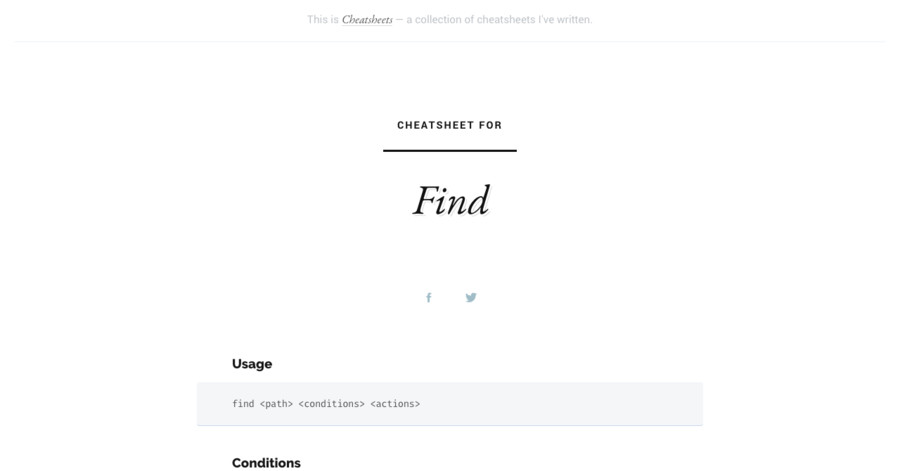 This is Cheatsheets — a collection of cheatsheets I've written.
CHEATSHEET FOR
Find
Usage
find <path> <conditions> <actions>
Conditions